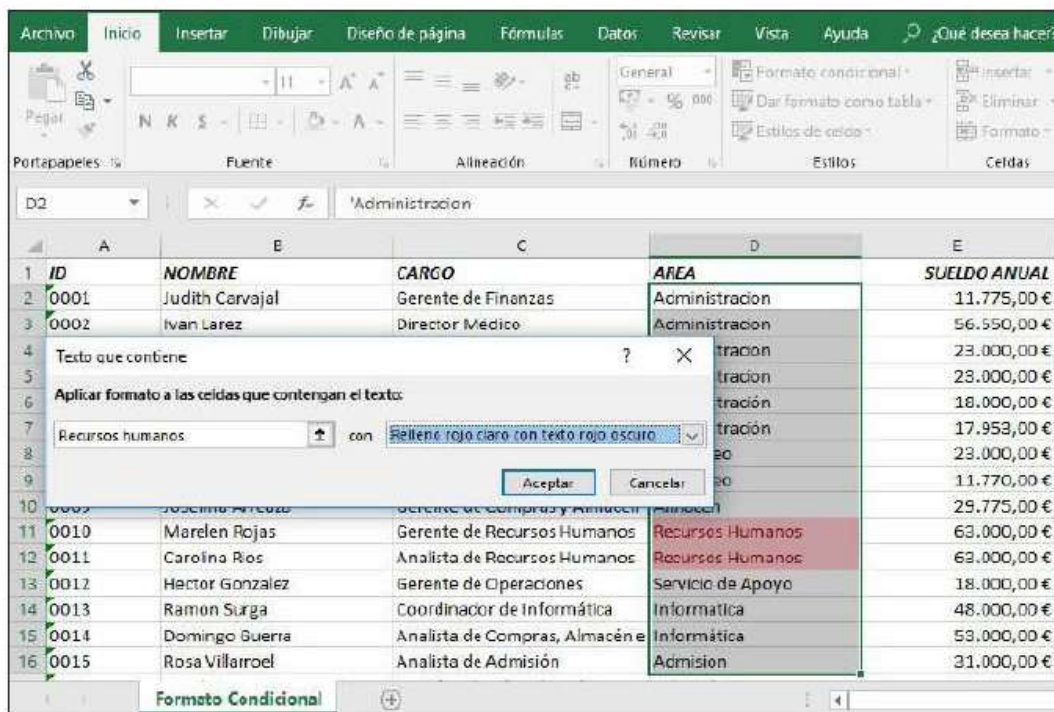 Archivo Inicio Insertar Dibujar Diseño de página Fórmulas Datos Revisar Vista Ayuda ¿Qué desea hacer?
11 A A ab General Formato condicional Insertar
Pegar N K S A % 000 Dar formato como tabla Eliminar
Estilos de celda Formato
Portapapeles Fuente Alineación Número Estilos Celdas
D2 fx 'Administracion
A B C D E
1 ID NOMBRE CARGO AREA SUELDO ANUAL
2 0001 Judith Carvajal Gerente de Finanzas Administracion 11.775,00 €
3 0002 Ivan Larez Director Médico Administracion 56.550,00 €
4 tracion 23.000,00 €
5 tracion 23.000,00 €
6 tración 18.000,00 €
7 tración 17.953,00 €
8 eo 23.000,00 €
9 eo 11.770,00 €
Texto que contiene ? ×
Aplicar formato a las celdas que contengan el texto:
Recursos humanos con Relleno rojo claro con texto rojo oscuro
Aceptar Cancelar
10 29.775,00 €
11 0010 Marelen Rojas Gerente de Recursos Humanos Recursos Humanos 63.000,00 €
12 0011 Carolina Rios Analista de Recursos Humanos Recursos Humanos 63.000,00 €
13 0012 Hector Gonzalez Gerente de Operaciones Servicio de Apoyo 18.000,00 €
14 0013 Ramon Surga Coordinador de Informática Informatica 48.000,00 €
15 0014 Domingo Guerra Analista de Compras, Almacén e Informática 53.000,00 €
16 0015 Rosa Villarroel Analista de Admisión Admision 31.000,00 €
Formato Condicional